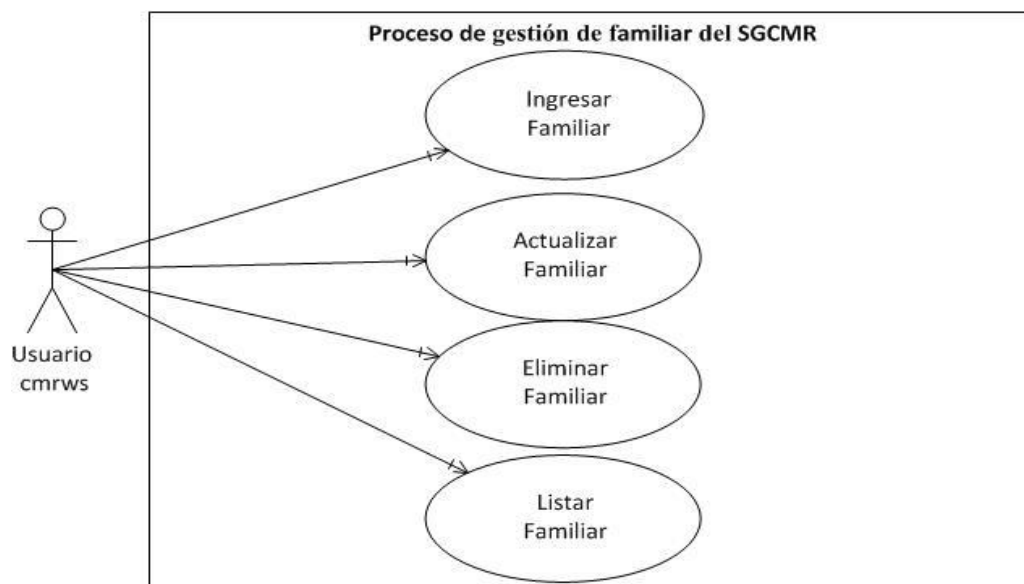 Proceso de gestión de familiar del SGCMR
Ingresar
Familiar
Actualizar
Familiar
Eliminar
Familiar
Listar
Familiar
Usuario
cmrws